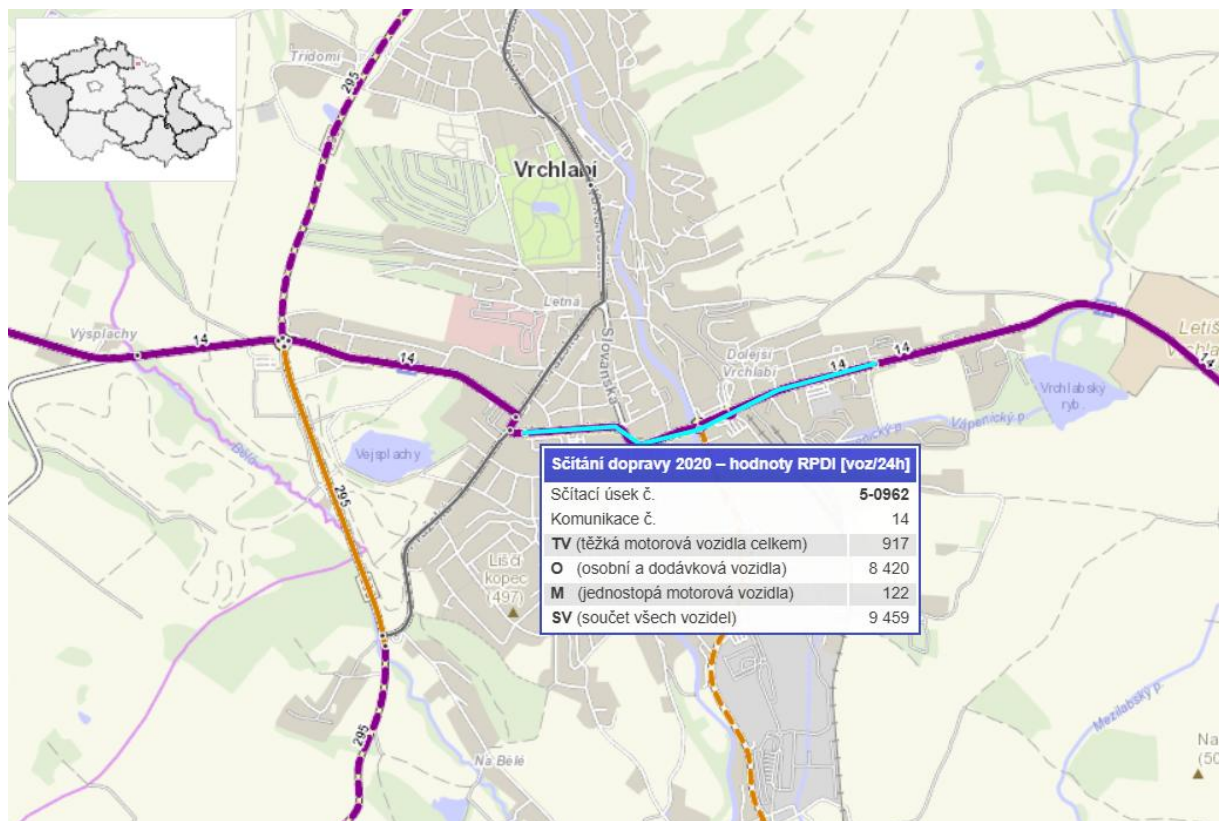 Třídomí
295
Vrchlabí
Letná
Výsplachy
14
14
Slovanská
Dolejší
Vrchlabí
14
14
14
Vrchlabský
ryb.
Vápenický p.
Vejsplachy
Bělá
295
Liščí
kopec
(497)
Sčítání dopravy 2020 – hodnoty RPDI [voz/24h]
Sčítací úsek č. 5-0962
Komunikace č. 14
TV (těžká motorová vozidla celkem) 917
O (osobní a dodávková vozidla) 8 420
M (jednostopá motorová vozidla) 122
SV (součet všech vozidel) 9 459
295
Na Bělé
Mezilabský p.
Na